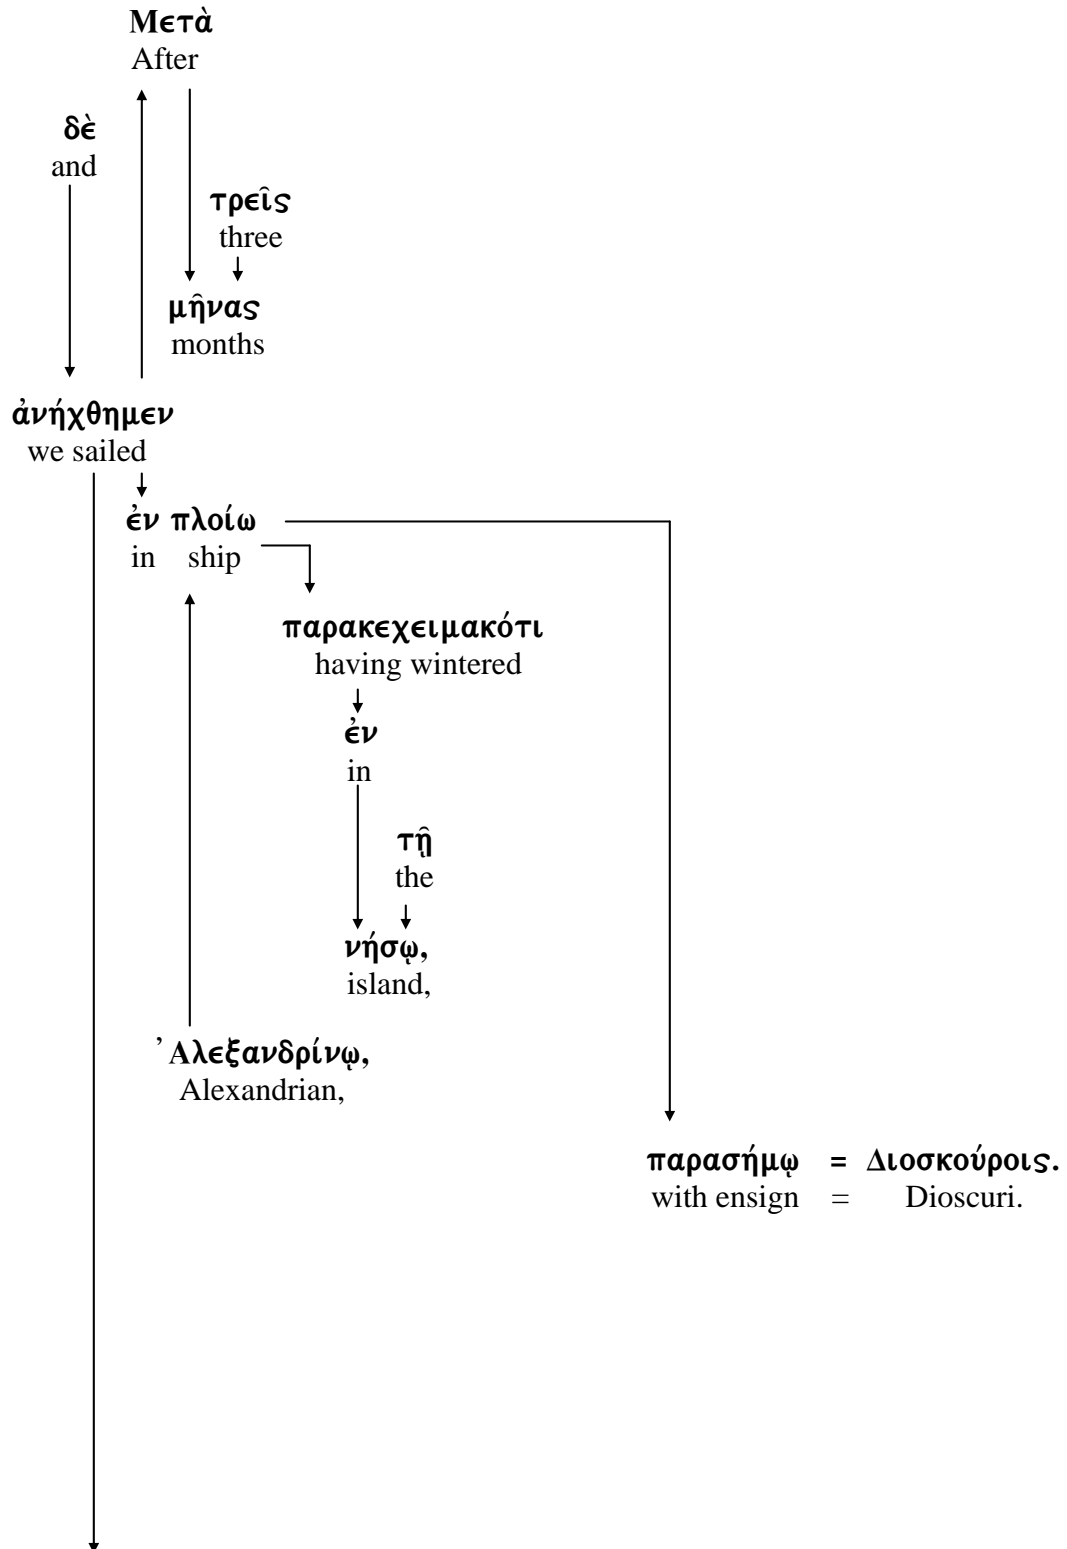 Μετὰ
After
δὲ
and
τρεῖς
three
μῆνας
months
ἀνήχθημεν
we sailed
ἐν πλοίω
in ship
παρακεχειμακότι
having wintered
ἐν
in
τῇ
the
νήσῳ,
island,
Ἀλεξανδρίνῳ,
Alexandrian,
παρασήμῳ = Διοσκούροις.
with ensign = Dioscuri.